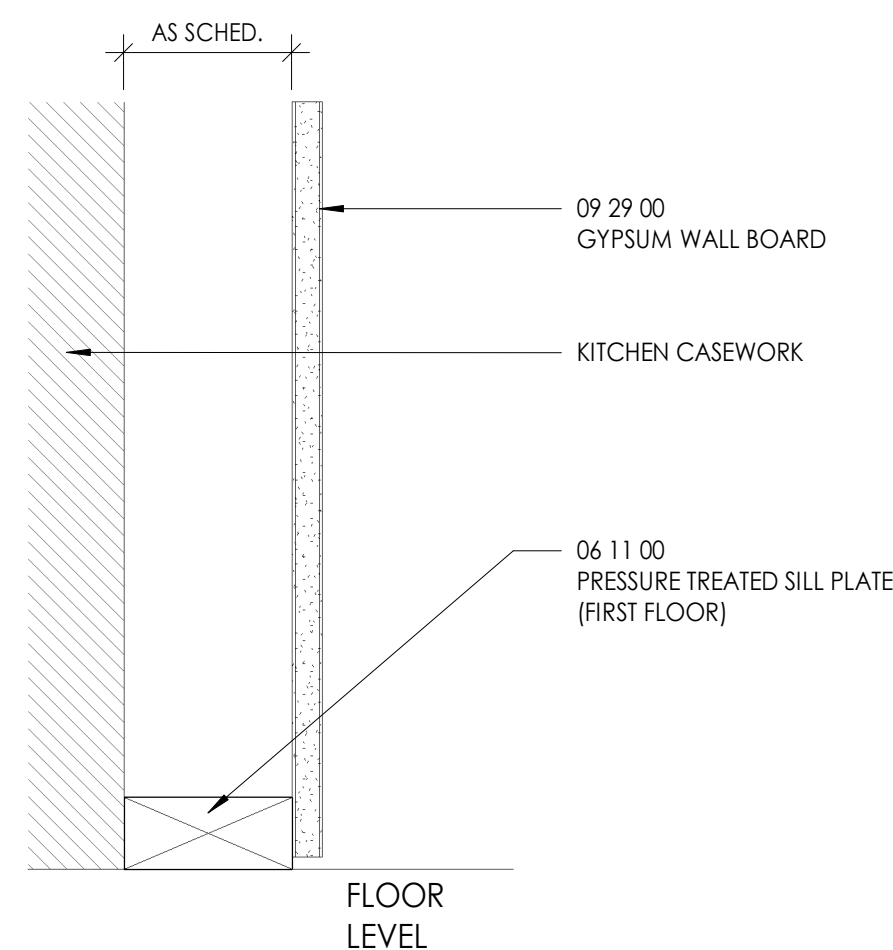 AS SCHED.
09 29 00
GYPSUM WALL BOARD
KITCHEN CASEWORK
06 11 00
PRESSURE TREATED SILL PLATE
(FIRST FLOOR)
FLOOR
LEVEL